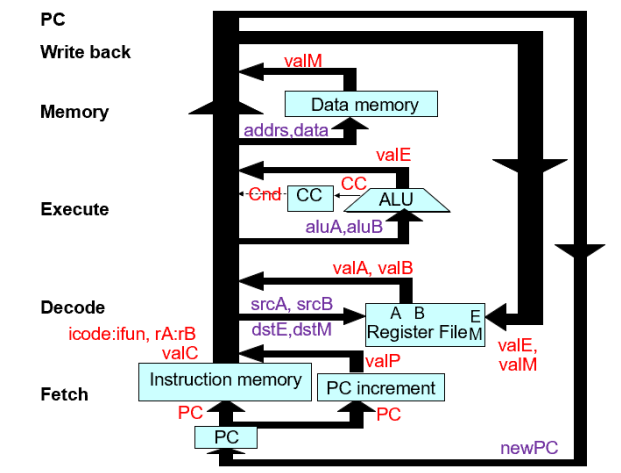 PC
Write back
valM
Memory
Data memory
addrs,data
valE
Cnd
CC
CC
ALU
Execute
aluA,aluB
valA, valB
Decode
srcA, srcB
A B E
dstE,dstM
Register File M
icode:ifun, rA:rB
valC
valP
valE,
valM
Fetch
Instruction memory
PC increment
PC
PC
PC
newPC